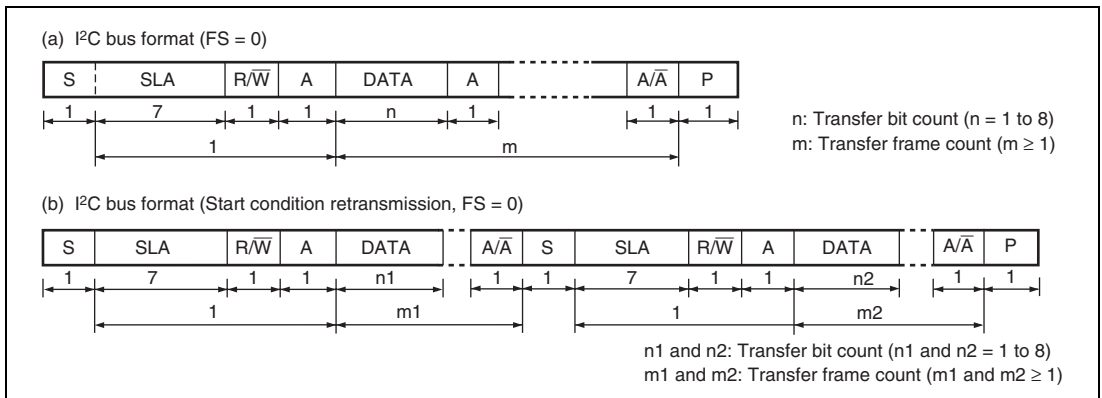 (a) I²C bus format (FS = 0)
S SLA R/W̅ A DATA A A/A̅ P
1 7 1 1 n 1 1 1
1 m
n: Transfer bit count (n = 1 to 8)
m: Transfer frame count (m ≥ 1)
(b) I²C bus format (Start condition retransmission, FS = 0)
S SLA R/W̅ A DATA A/A̅ S SLA R/W̅ A DATA A/A̅ P
1 7 1 1 n1 1 1 7 1 1 n2 1 1
1 m1 1 m2
n1 and n2: Transfer bit count (n1 and n2 = 1 to 8)
m1 and m2: Transfer frame count (m1 and m2 ≥ 1)